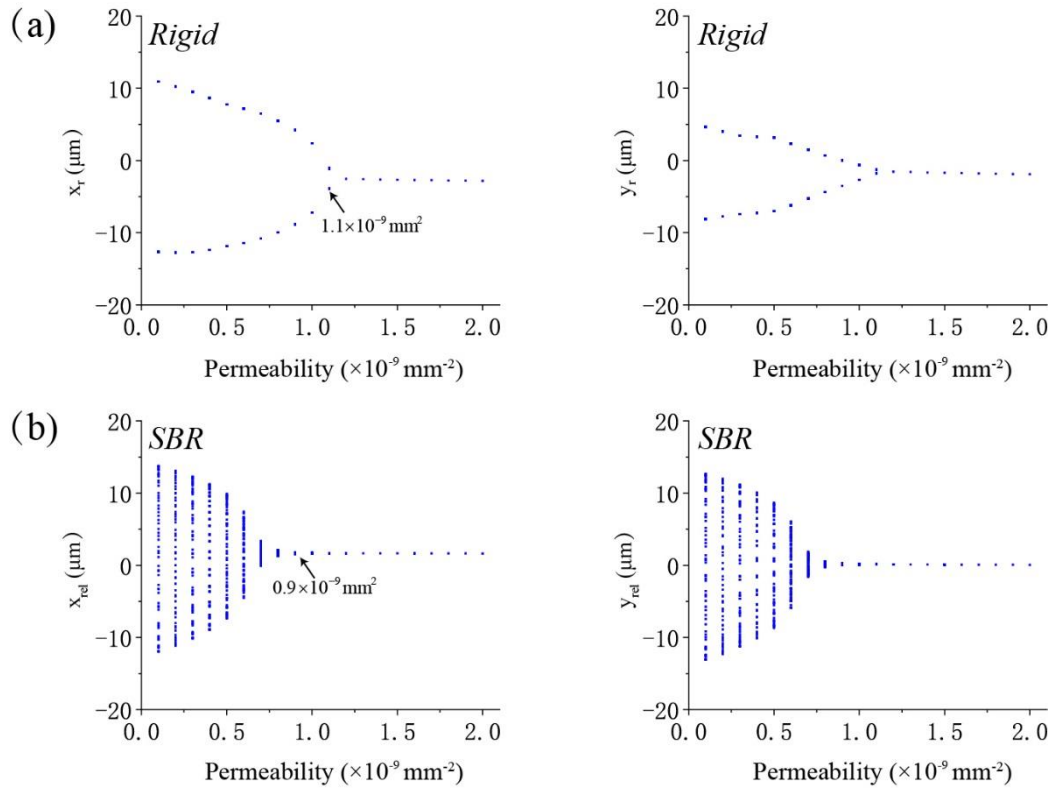 (a)
Rigid
20
10
0
−10
−20
x_r (μm)
1.1×10⁻⁹ mm²
0.0 0.5 1.0 1.5 2.0
Permeability (×10⁻⁹ mm⁻²)
Rigid
20
10
0
−10
−20
y_r (μm)
0.0 0.5 1.0 1.5 2.0
Permeability (×10⁻⁹ mm⁻²)
(b)
SBR
20
10
0
−10
−20
x_rel (μm)
0.9×10⁻⁹ mm²
0.0 0.5 1.0 1.5 2.0
Permeability (×10⁻⁹ mm⁻²)
SBR
20
10
0
−10
−20
y_rel (μm)
0.0 0.5 1.0 1.5 2.0
Permeability (×10⁻⁹ mm⁻²)